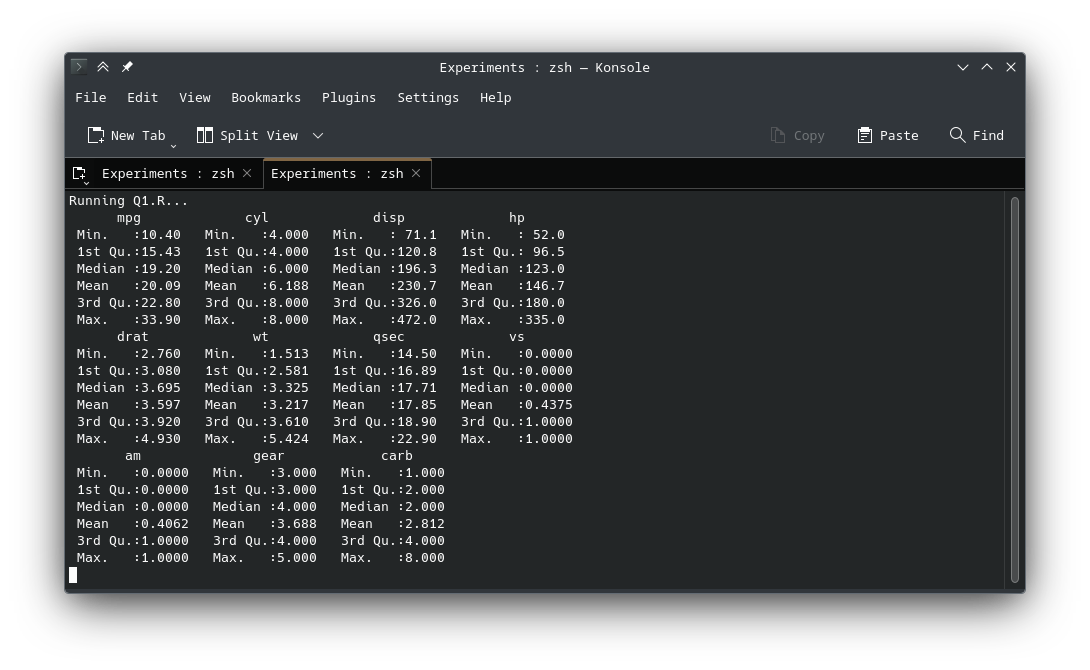 Experiments : zsh — Konsole
File Edit View Bookmarks Plugins Settings Help
New Tab Split View Copy Paste Find
Experiments : zsh Experiments : zsh
Running Q1.R...
      mpg             cyl             disp             hp
 Min.   :10.40   Min.   :4.000   Min.   : 71.1   Min.   : 52.0
 1st Qu.:15.43   1st Qu.:4.000   1st Qu.:120.8   1st Qu.: 96.5
 Median :19.20   Median :6.000   Median :196.3   Median :123.0
 Mean   :20.09   Mean   :6.188   Mean   :230.7   Mean   :146.7
 3rd Qu.:22.80   3rd Qu.:8.000   3rd Qu.:326.0   3rd Qu.:180.0
 Max.   :33.90   Max.   :8.000   Max.   :472.0   Max.   :335.0
      drat             wt             qsec             vs
 Min.   :2.760   Min.   :1.513   Min.   :14.50   Min.   :0.0000
 1st Qu.:3.080   1st Qu.:2.581   1st Qu.:16.89   1st Qu.:0.0000
 Median :3.695   Median :3.325   Median :17.71   Median :0.0000
 Mean   :3.597   Mean   :3.217   Mean   :17.85   Mean   :0.4375
 3rd Qu.:3.920   3rd Qu.:3.610   3rd Qu.:18.90   3rd Qu.:1.0000
 Max.   :4.930   Max.   :5.424   Max.   :22.90   Max.   :1.0000
       am              gear            carb
 Min.   :0.0000   Min.   :3.000   Min.   :1.000
 1st Qu.:0.0000   1st Qu.:3.000   1st Qu.:2.000
 Median :0.0000   Median :4.000   Median :2.000
 Mean   :0.4062   Mean   :3.688   Mean   :2.812
 3rd Qu.:1.0000   3rd Qu.:4.000   3rd Qu.:4.000
 Max.   :1.0000   Max.   :5.000   Max.   :8.000